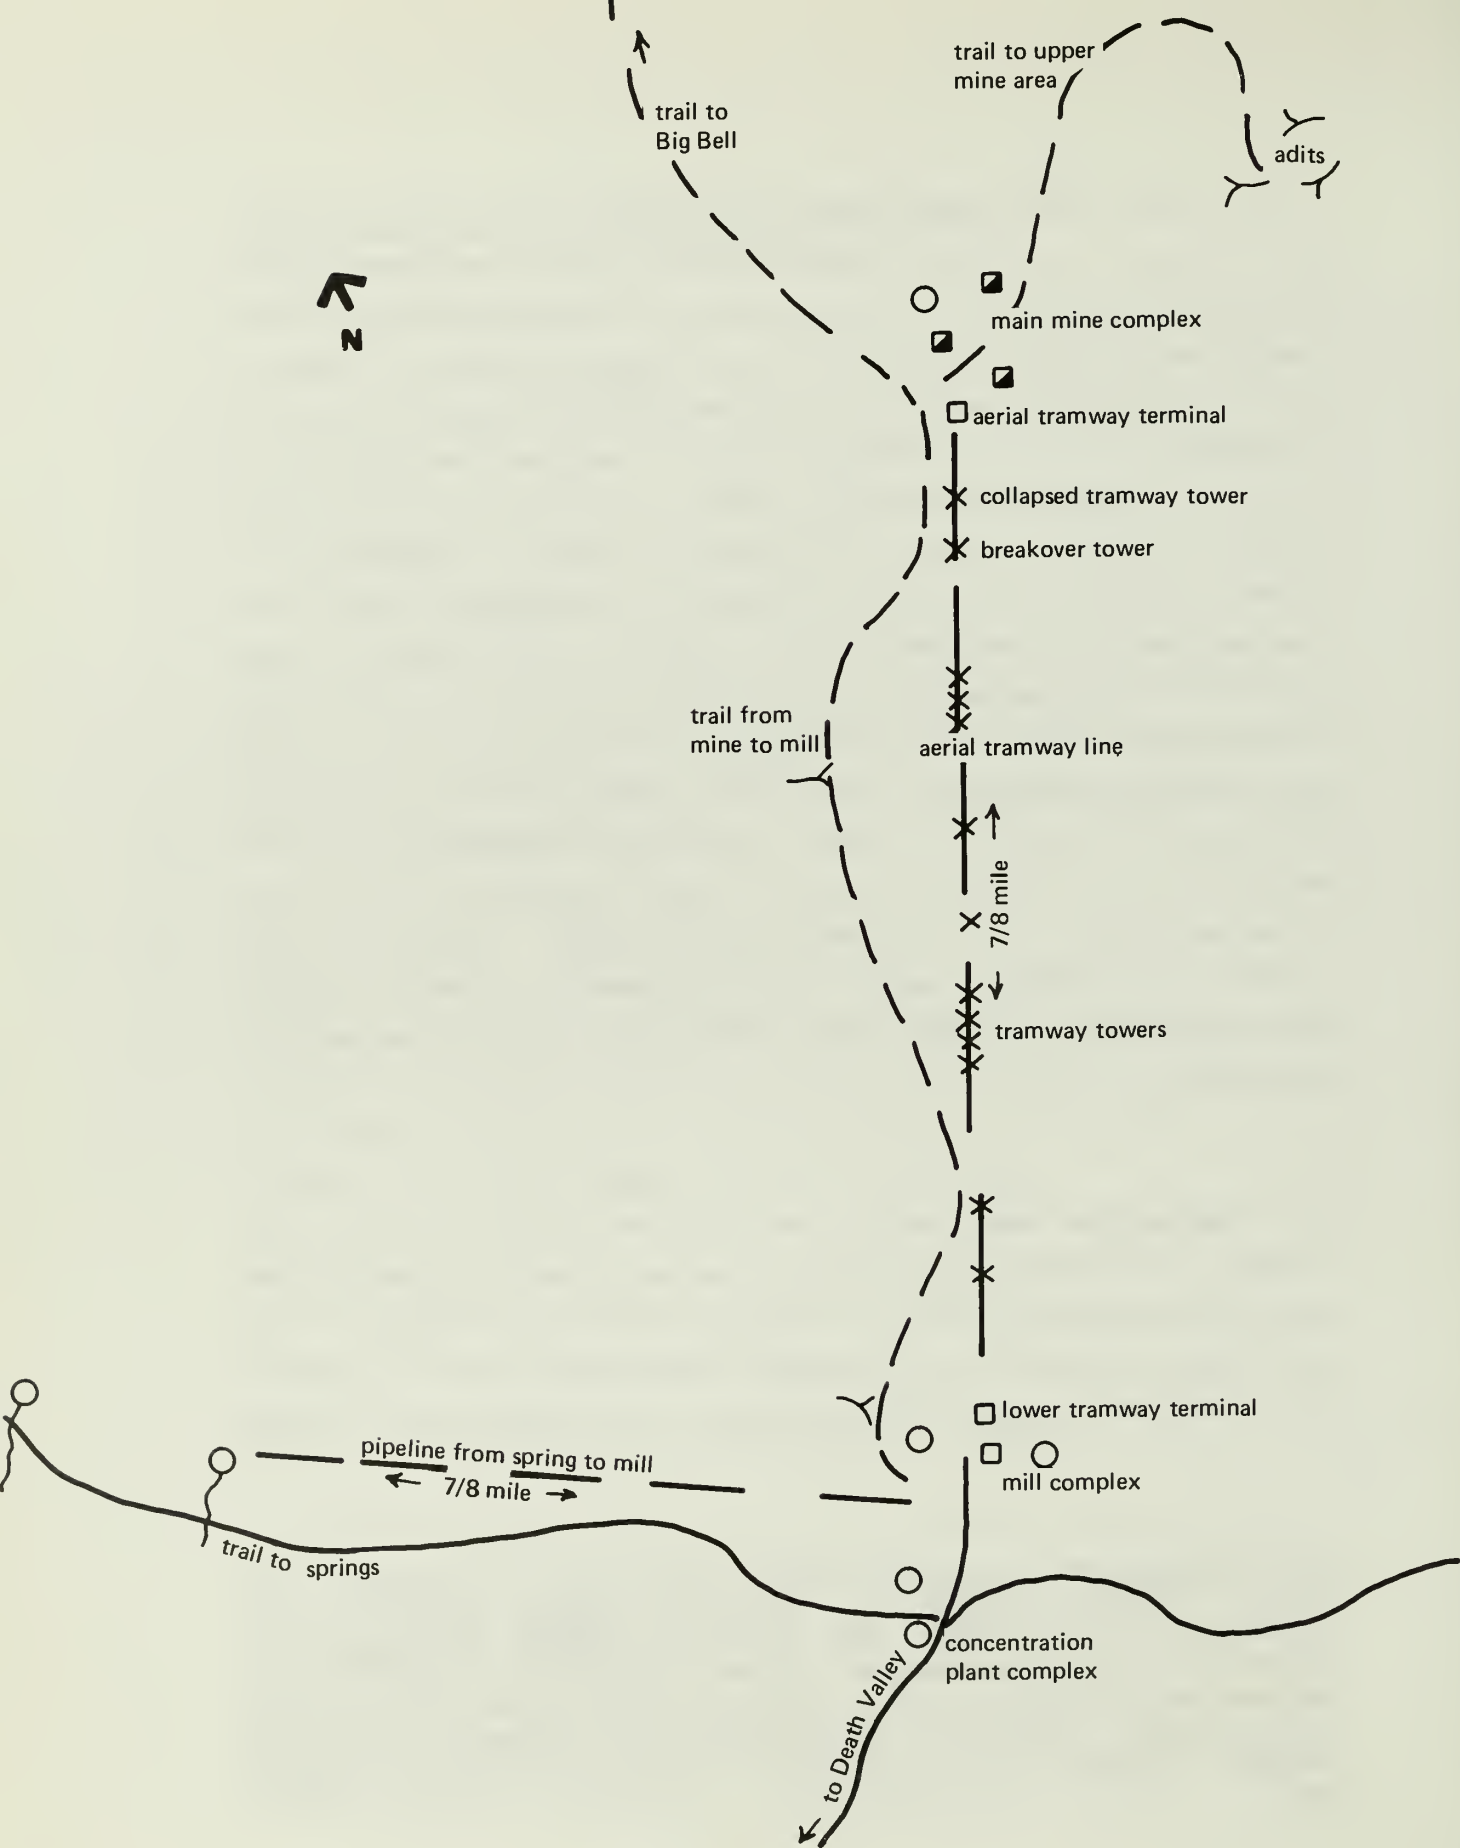 trail to upper
mine area
trail to
Big Bell
adits
N
main mine complex
aerial tramway terminal
collapsed tramway tower
breakover tower
trail from
mine to mill
aerial tramway line
7/8 mile
tramway towers
lower tramway terminal
pipeline from spring to mill
7/8 mile
mill complex
trail to springs
concentration
plant complex
to Death Valley